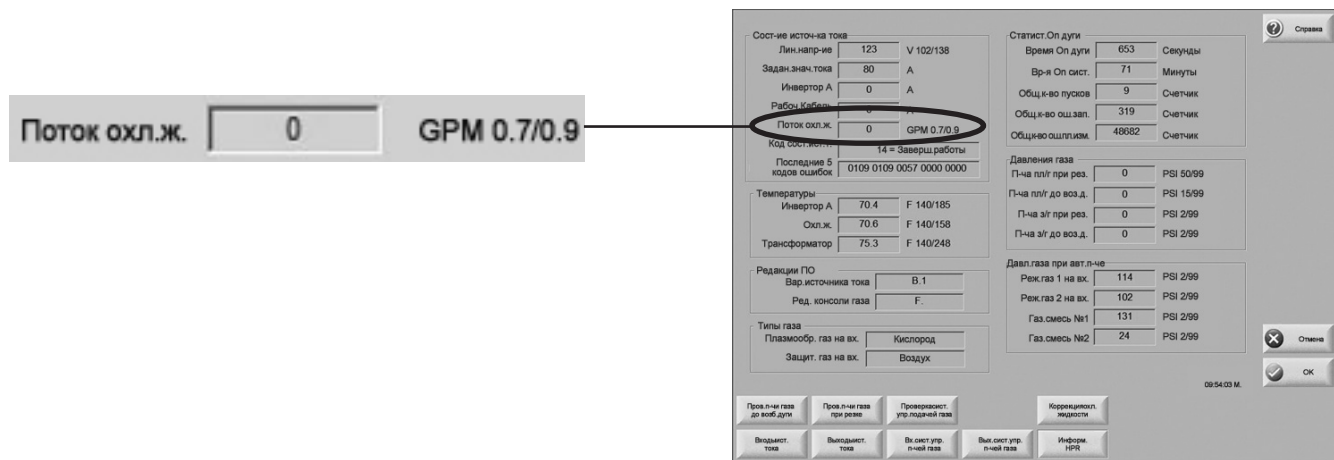 Поток охл.ж. 0 GPM 0.7/0.9
Сост-ие источ-ка тока
Лин.напр-ие 123 V 102/138
Задан.знач.тока 80 A
Инвертор A 0 A
Рабоч.Кабель 0 A
Поток охл.ж. 0 GPM 0.7/0.9
Код сост.ист.т. 14 = Заверш.работы
Последние 5
кодов ошибок 0109 0109 0057 0000 0000
Температуры
Инвертор A 70.4 F 140/185
Охл.ж. 70.6 F 140/158
Трансформатор 75.3 F 140/248
Редакции ПО
Вар.источника тока B.1
Ред. консоли газа F.
Типы газа
Плазмообр. газ на вх. Кислород
Защит. газ на вх. Воздух
Статист.Оп дуги
Время Оп дуги 653 Секунды
Вр-я Оп сист. 71 Минуты
Общ.к-во пусков 9 Счетчик
Общ.к-во ош.зап. 319 Счетчик
Общ.к-во ош.пл.изм. 48682 Счетчик
Давления газа
П-ча пл/г при рез. 0 PSI 50/99
П-ча пл/г до воз.д. 0 PSI 15/99
П-ча з/г при рез. 0 PSI 2/99
П-ча з/г до воз.д. 0 PSI 2/99
Давл.газа при авт.п-че
Реж.газ 1 на вх. 114 PSI 2/99
Реж.газ 2 на вх. 102 PSI 2/99
Газ.смесь №1 131 PSI 2/99
Газ.смесь №2 24 PSI 2/99
Справка
Отмена
OK
09:54:03 M.
Пров.п-чи газа
до возб.дуги
Пров.п-чи газа
при резке
Проверкасист.
упр.подачей газа
Коррекцияохл.
жидкости
Входыист.
тока
Выходыист.
тока
Вх.сист.упр.
п-чей газа
Вых.сист.упр.
п-чей газа
Информ.
HPR